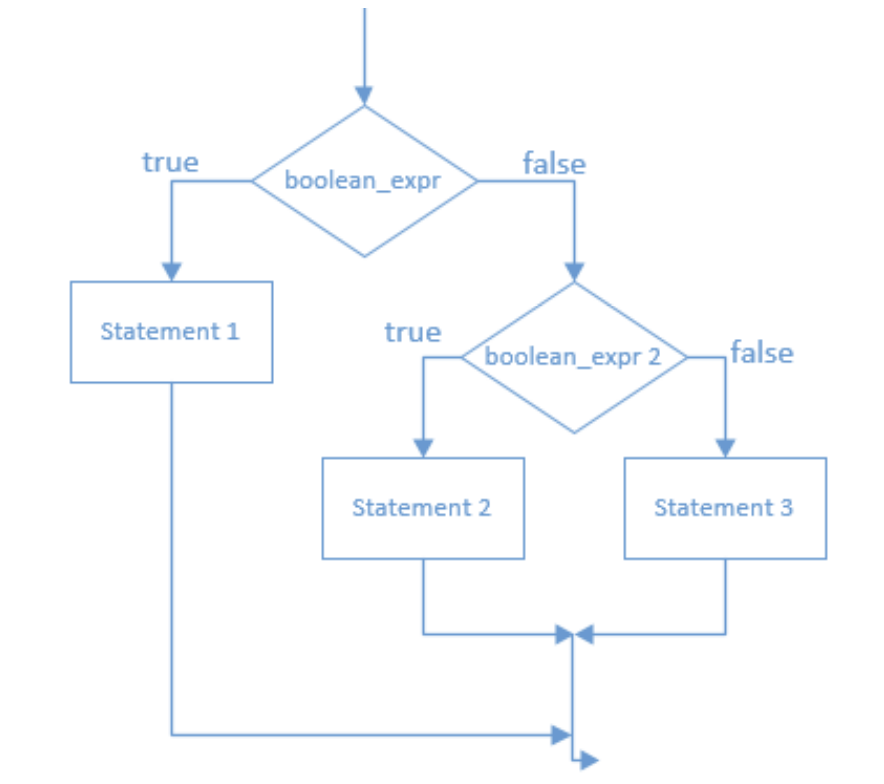 true
boolean_expr
false
Statement 1
true
boolean_expr 2
false
Statement 2
Statement 3